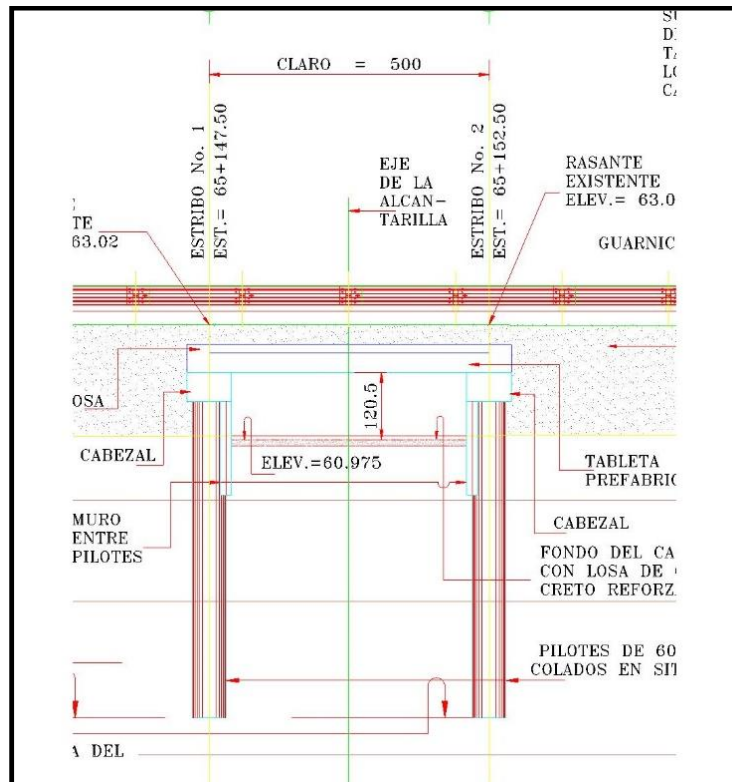 CLARO = 500
ESTRIBO No. 1
EST.= 65+147.50
ESTRIBO No. 2
EST.= 65+152.50
EJE
DE LA
ALCAN-
TARILLA
RASANTE
EXISTENTE
ELEV.= 63.0
TE
63.02
GUARNIC
OSA
120.5
CABEZAL
ELEV.=60.975
TABLETA
PREFABRIC
MURO
ENTRE
PILOTES
CABEZAL
FONDO DEL CA
CON LOSA DE
CRETO REFORZ
PILOTES DE 60
COLADOS EN SIT
A DEL